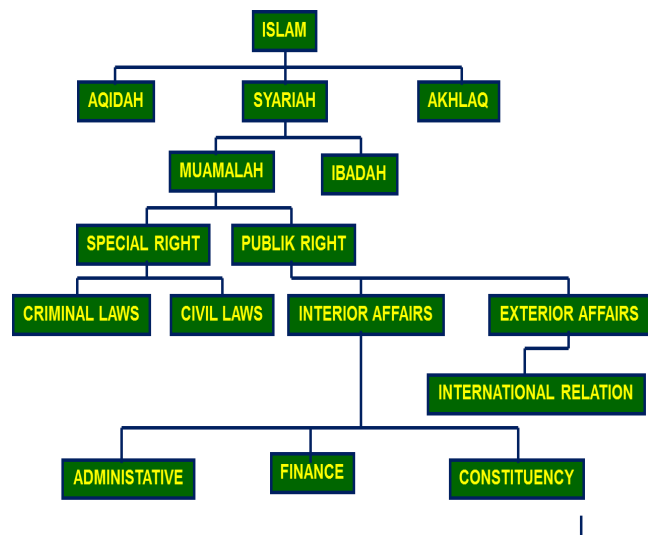 ISLAM
AQIDAH
SYARIAH
AKHLAQ
MUAMALAH
IBADAH
SPECIAL RIGHT
PUBLIK RIGHT
CRIMINAL LAWS
CIVIL LAWS
INTERIOR AFFAIRS
EXTERIOR AFFAIRS
INTERNATIONAL RELATION
ADMINISTATIVE
FINANCE
CONSTITUENCY